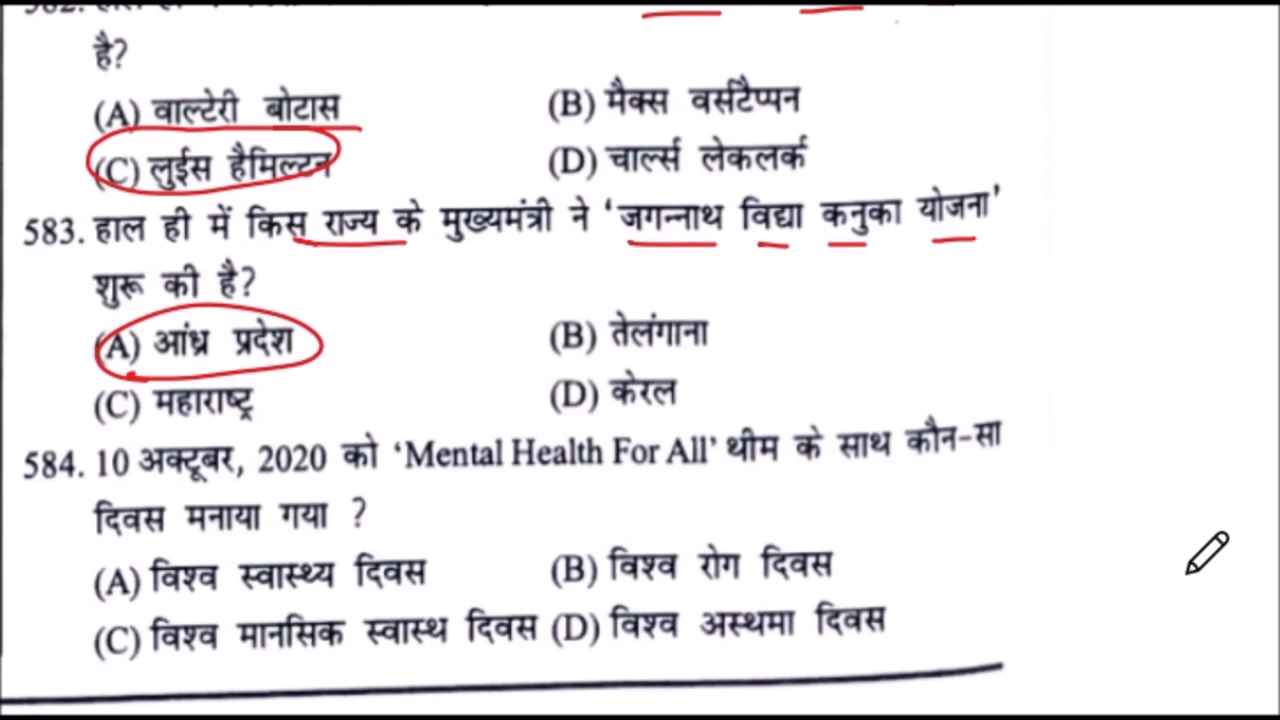 582. हाल ही में
है?
(A) वाल्टेरी बोटास (B) मैक्स वर्सटैप्पन
(C) लुईस हैमिल्टन (D) चार्ल्स लेकलर्क
583. हाल ही में किस राज्य के मुख्यमंत्री ने ‘जगन्नाथ विद्या कनुका योजना’
शुरू की है?
(A) आंध्र प्रदेश (B) तेलंगाना
(C) महाराष्ट्र (D) केरल
584. 10 अक्टूबर, 2020 को ‘Mental Health For All’ थीम के साथ कौन-सा
दिवस मनाया गया ?
(A) विश्व स्वास्थ्य दिवस (B) विश्व रोग दिवस
(C) विश्व मानसिक स्वास्थ दिवस (D) विश्व अस्थमा दिवस